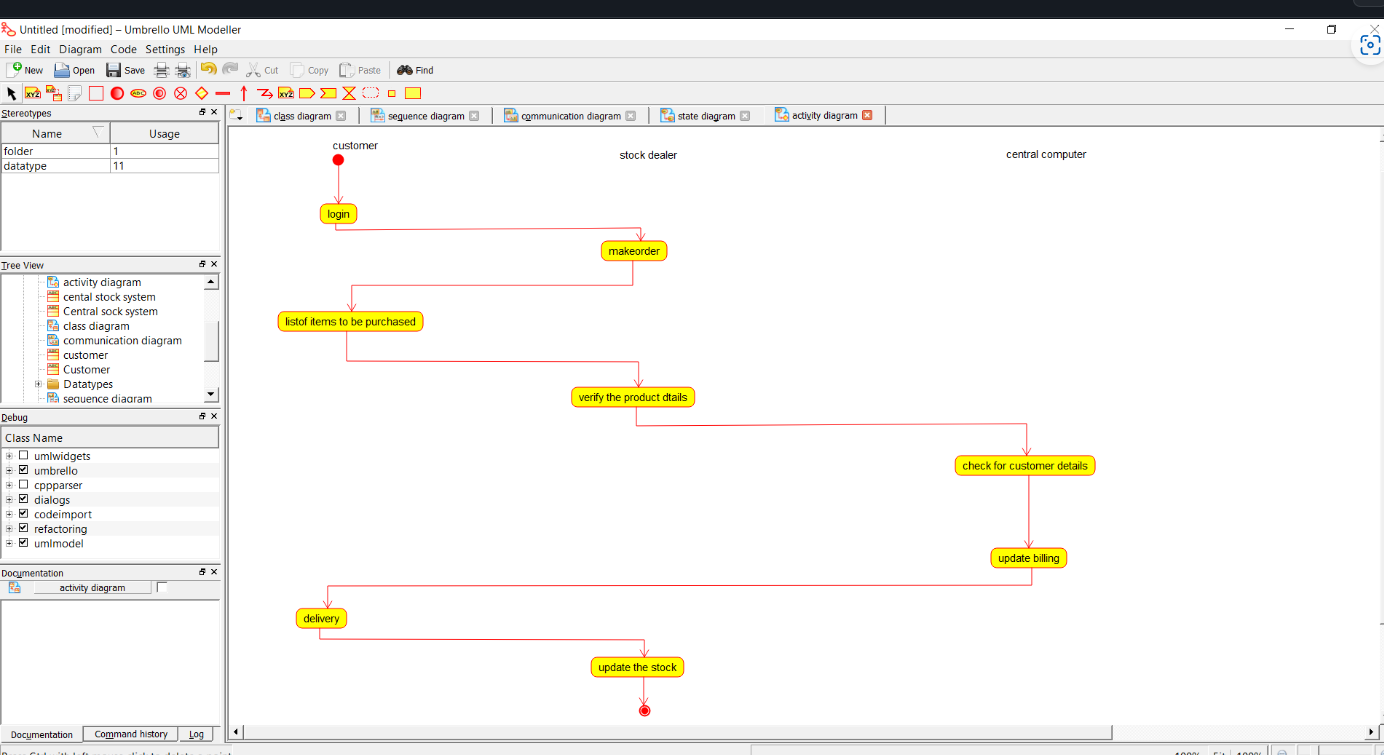 Untitled [modified] – Umbrello UML Modeller
File Edit Diagram Code Settings Help
New Open Save Cut Copy Paste Find
XYZ ABC XYZ
Stereotypes
class diagram sequence diagram communication diagram state diagram activity diagram
Name Usage
folder 1
datatype 11
customer
stock dealer
central computer
login
makeorder
listof items to be purchased
verify the product dtails
check for customer details
update billing
delivery
update the stock
Tree View
activity diagram
cental stock system
Central sock system
class diagram
communication diagram
customer
Customer
Datatypes
sequence diagram
Debug
Class Name
umlwidgets
umbrello
cppparser
dialogs
codeimport
refactoring
umlmodel
Documentation
activity diagram
Documentation Command history Log